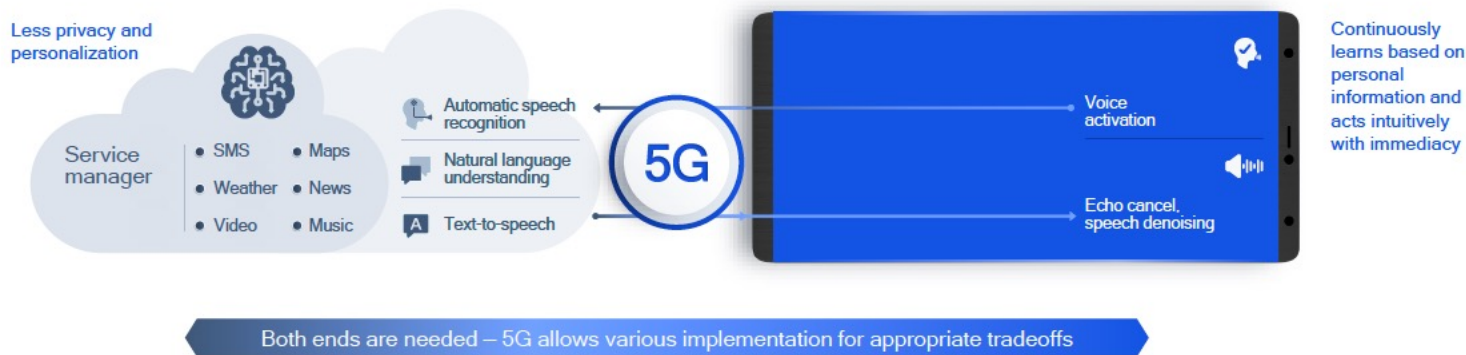 Less privacy and
personalization
Service
manager
• SMS
• Weather
• Video
• Maps
• News
• Music
Automatic speech
recognition
Natural language
understanding
A
Text-to-speech
5G
Voice
activation
Echo cancel,
speech denoising
Continuously
learns based on
personal
information and
acts intuitively
with immediacy
Both ends are needed – 5G allows various implementation for appropriate tradeoffs